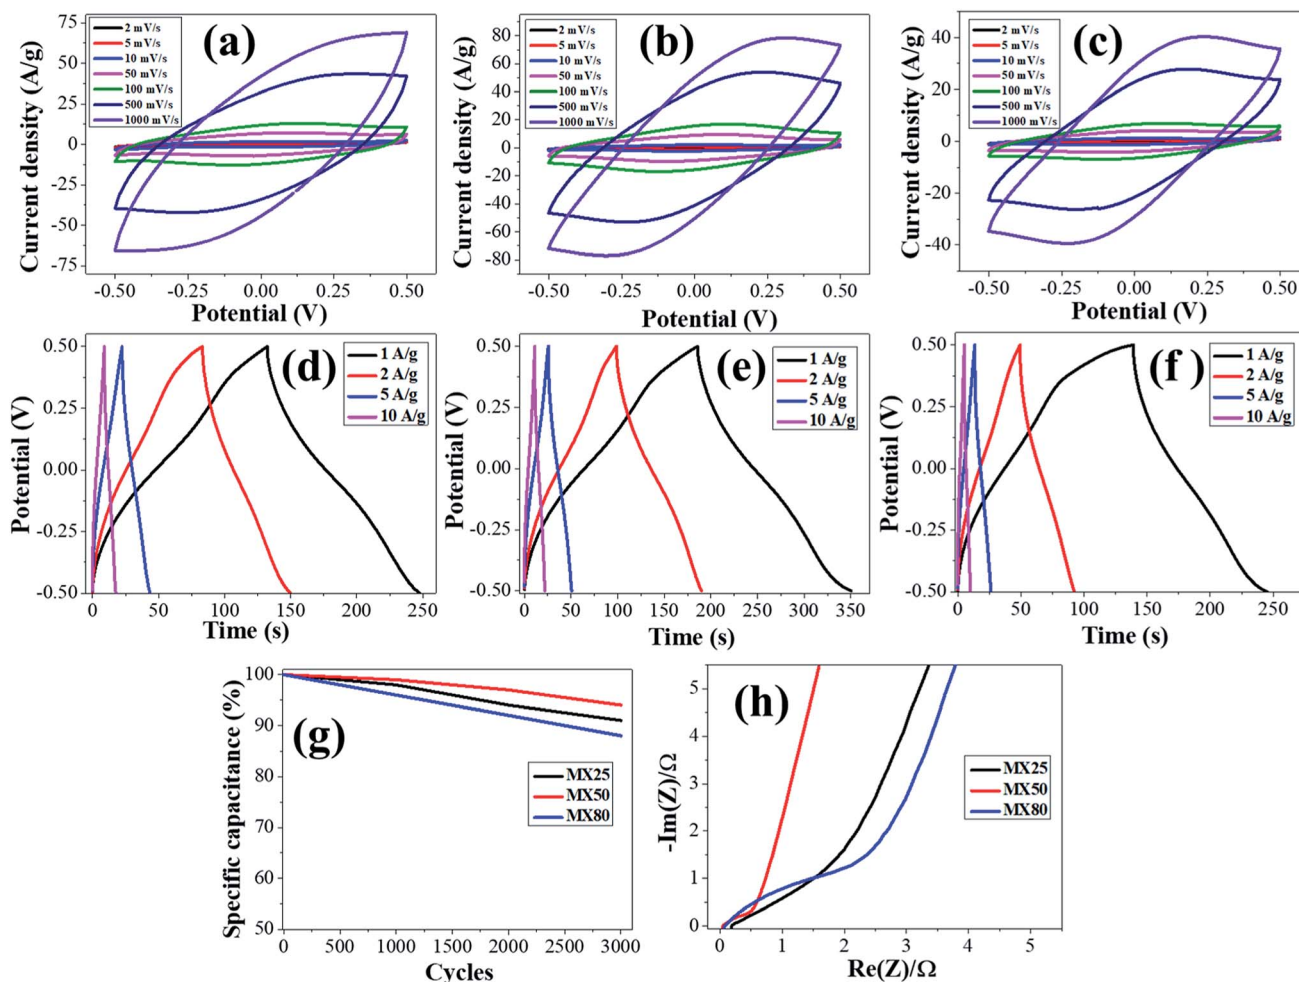 (a)
2 mV/s
5 mV/s
10 mV/s
50 mV/s
100 mV/s
500 mV/s
1000 mV/s
Current density (A/g)
75
50
25
0
-25
-50
-75
-0.50 -0.25 0.00 0.25 0.50
Potential (V)
(b)
2 mV/s
5 mV/s
10 mV/s
50 mV/s
100 mV/s
500 mV/s
1000 mV/s
Current density (A/g)
80
60
40
20
0
-20
-40
-60
-80
-0.50 -0.25 0.00 0.25 0.50
Potential (V)
(c)
2 mV/s
5 mV/s
10 mV/s
50 mV/s
100 mV/s
500 mV/s
1000 mV/s
Current density (A/g)
40
20
0
-20
-40
-0.50 -0.25 0.00 0.25 0.50
Potential (V)
(d)
1 A/g
2 A/g
5 A/g
10 A/g
Potential (V)
0.50
0.25
0.00
-0.25
-0.50
0 50 100 150 200 250
Time (s)
(e)
1 A/g
2 A/g
5 A/g
10 A/g
Potential (V)
0.50
0.25
0.00
-0.25
-0.50
0 50 100 150 200 250 300 350
Time (s)
(f )
1 A/g
2 A/g
5 A/g
10 A/g
Potential (V)
0.50
0.25
0.00
-0.25
-0.50
0 50 100 150 200 250
Time (s)
(g)
MX25
MX50
MX80
Specific capacitance (%)
100
90
80
70
60
50
0 500 1000 1500 2000 2500 3000
Cycles
(h)
MX25
MX50
MX80
-Im(Z)/Ω
5
4
3
2
1
0
0 1 2 3 4 5
Re(Z)/Ω